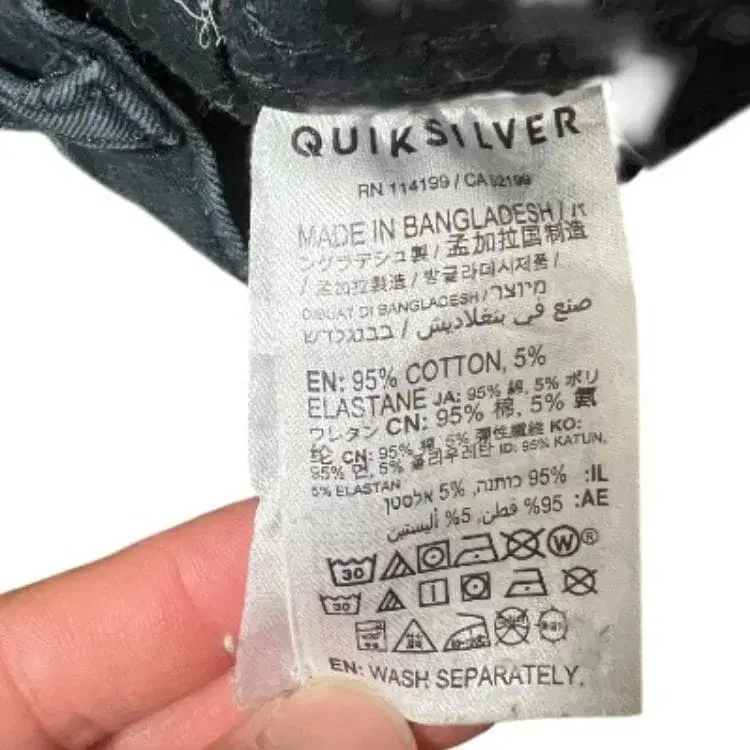 QUIKSILVER
RN 114199 / CA 52199
MADE IN BANGLADESH / バ
ングラデシュ製 / 孟加拉国制造
/ 孟加拉製造 / 방글라데시제품 /
DIBUAT DI BANGLADESH / מיוצר
בבנגלדש / صنع في بنغلاديش
EN: 95% COTTON, 5%
ELASTANE JA: 95% 綿, 5% ポリ
ウレタン CN: 95% 棉, 5% 氨
纶 CN: 95% 棉, 5% 彈性纖維 KO:
95% 면, 5% 폴리우레탄 ID: 95% KATUN,
5% ELASTAN
IL: 95% כותנה, 5% אלסטן
AE: 95% قطن, 5% أليستين
30 W®
30
EN: WASH SEPARATELY.